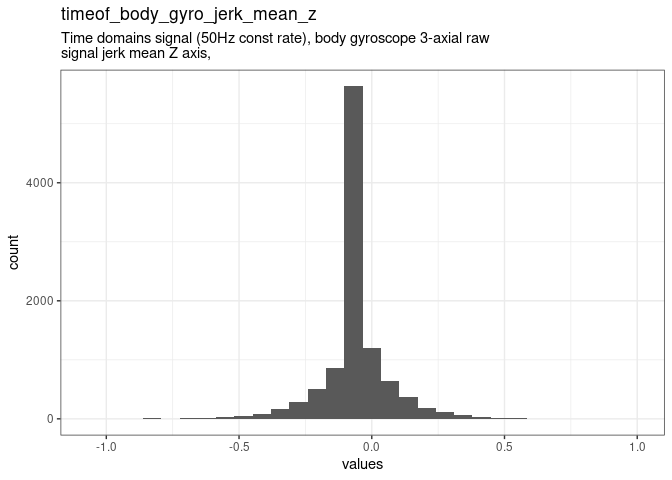 timeof_body_gyro_jerk_mean_z
Time domains signal (50Hz const rate), body gyroscope 3-axial raw
signal jerk mean Z axis,
count
4000
2000
0
-1.0 -0.5 0.0 0.5 1.0
values